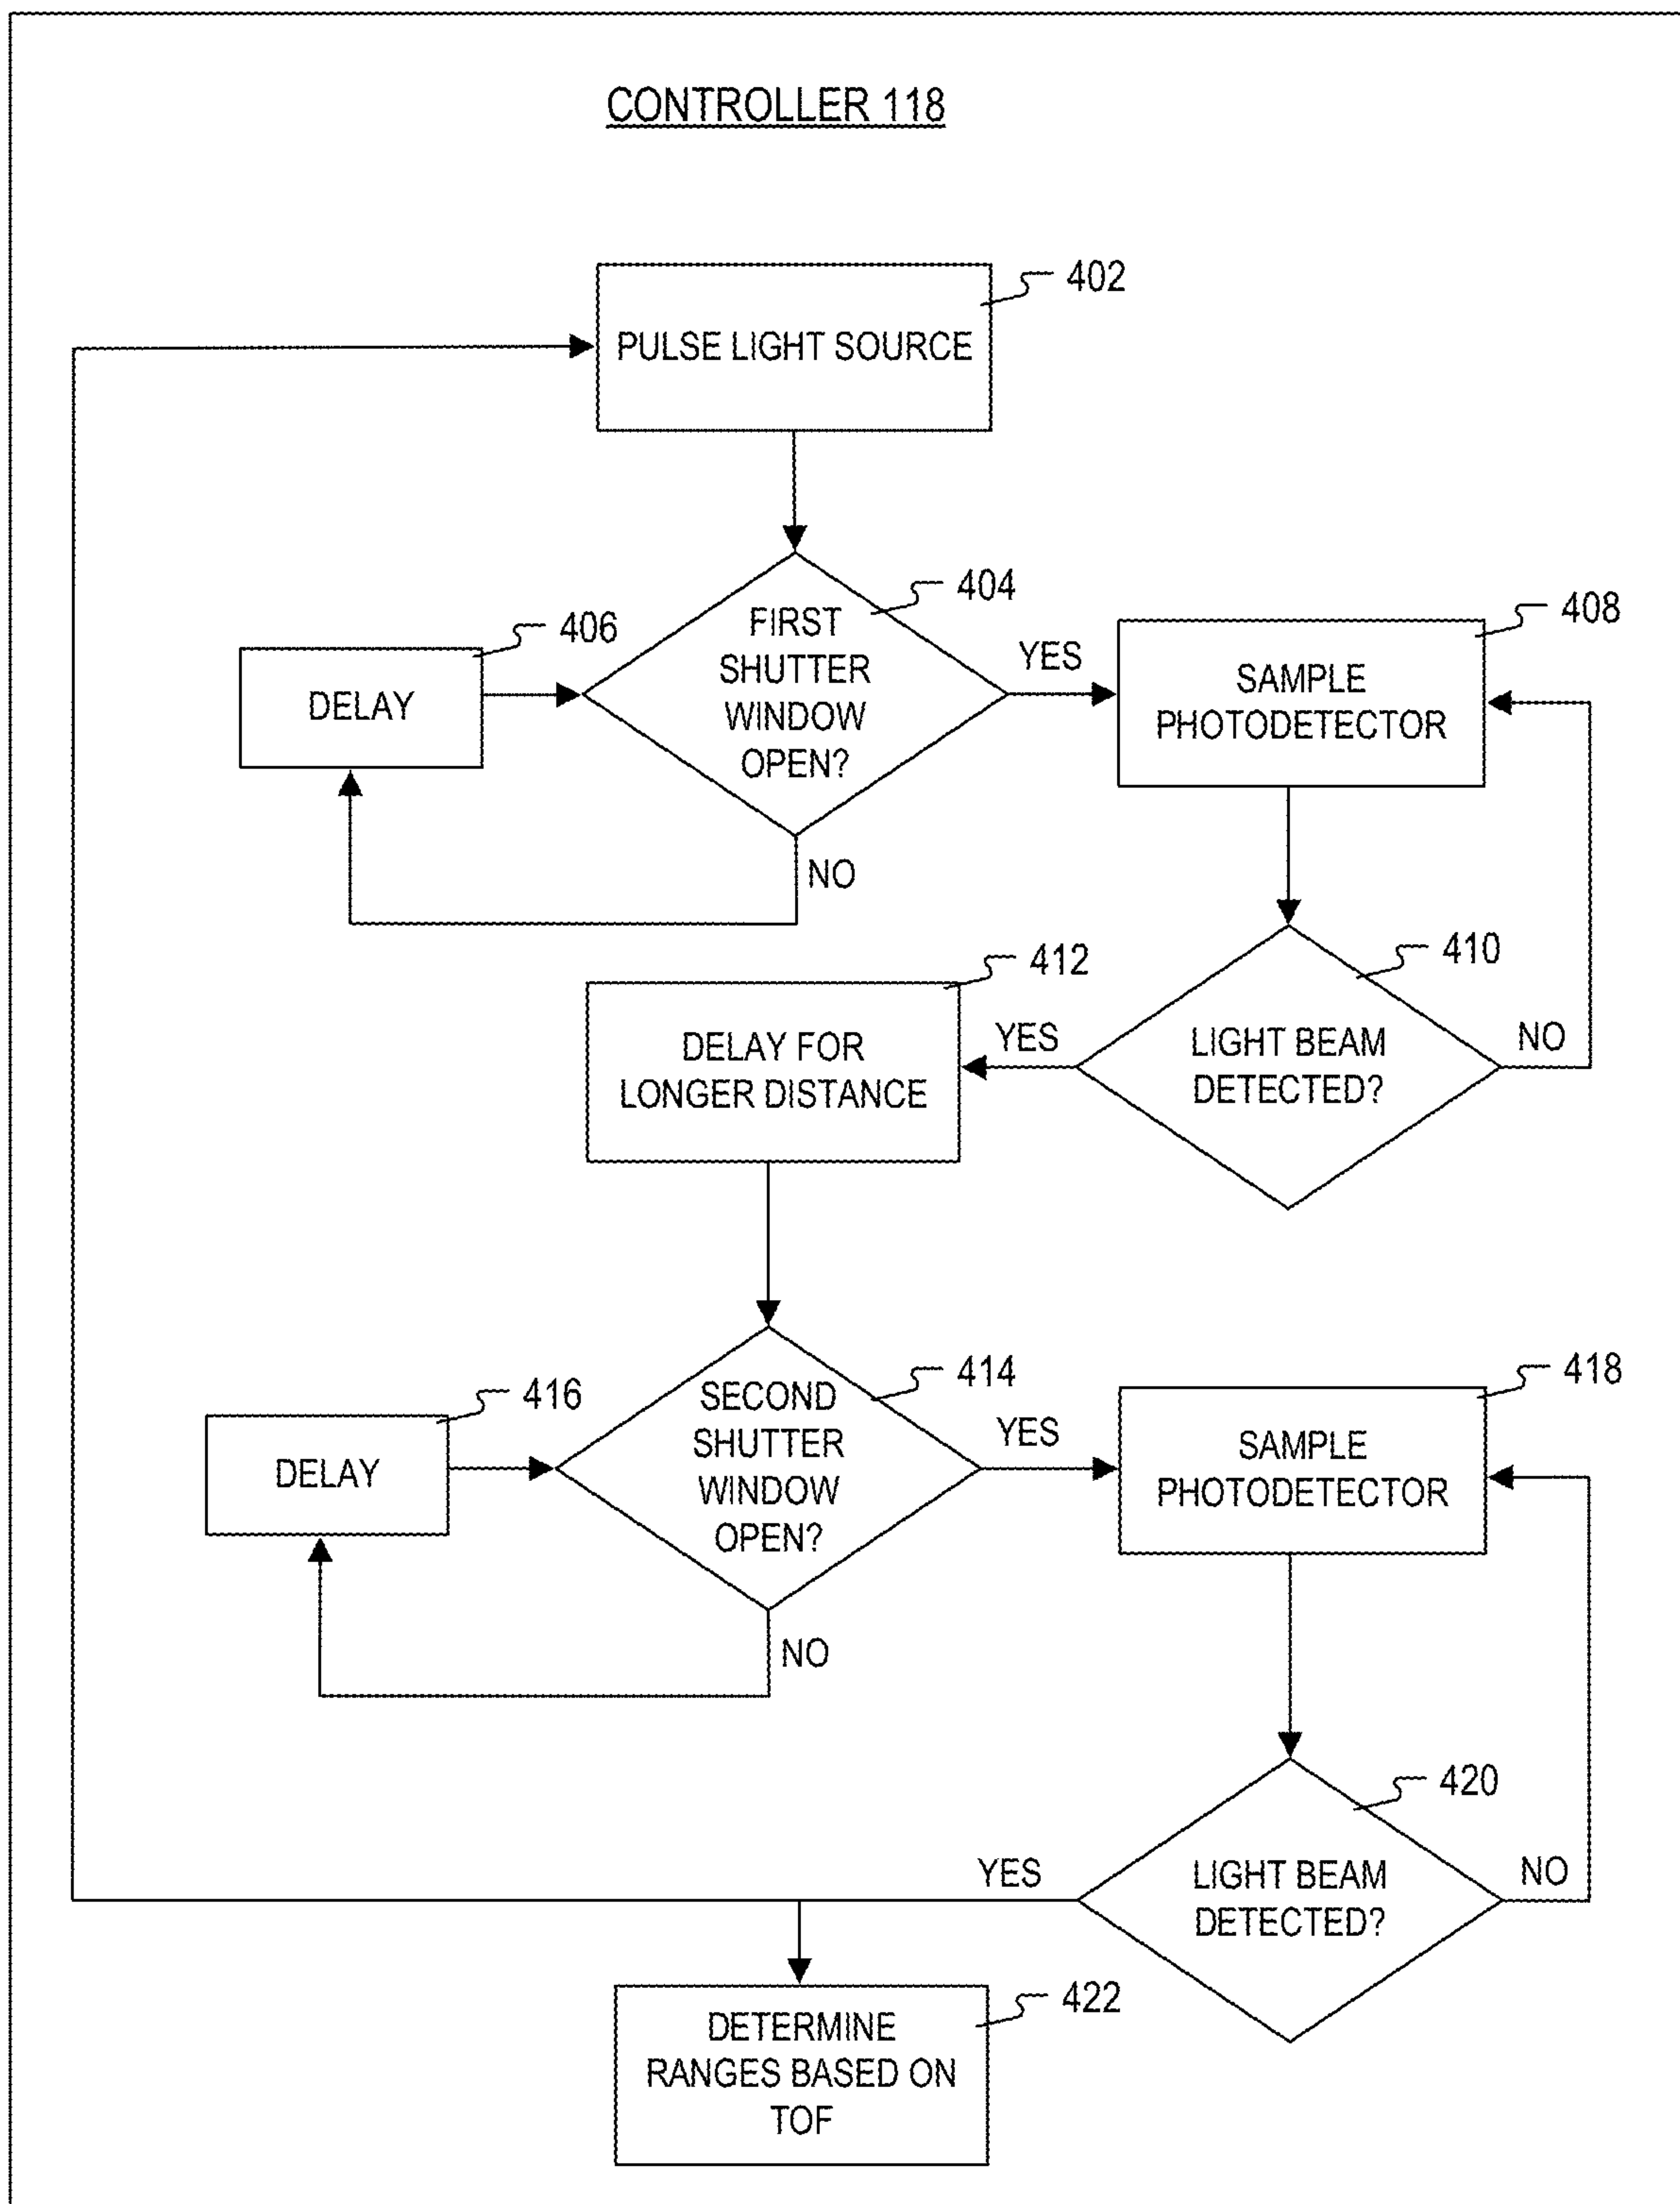 CONTROLLER 118
402
PULSE LIGHT SOURCE
404
FIRST
SHUTTER
WINDOW
OPEN?
406
DELAY
YES
NO
408
SAMPLE
PHOTODETECTOR
410
LIGHT BEAM
DETECTED?
NO
YES
412
DELAY FOR
LONGER DISTANCE
414
SECOND
SHUTTER
WINDOW
OPEN?
416
DELAY
YES
NO
418
SAMPLE
PHOTODETECTOR
420
LIGHT BEAM
DETECTED?
NO
YES
422
DETERMINE
RANGES BASED ON
TOF